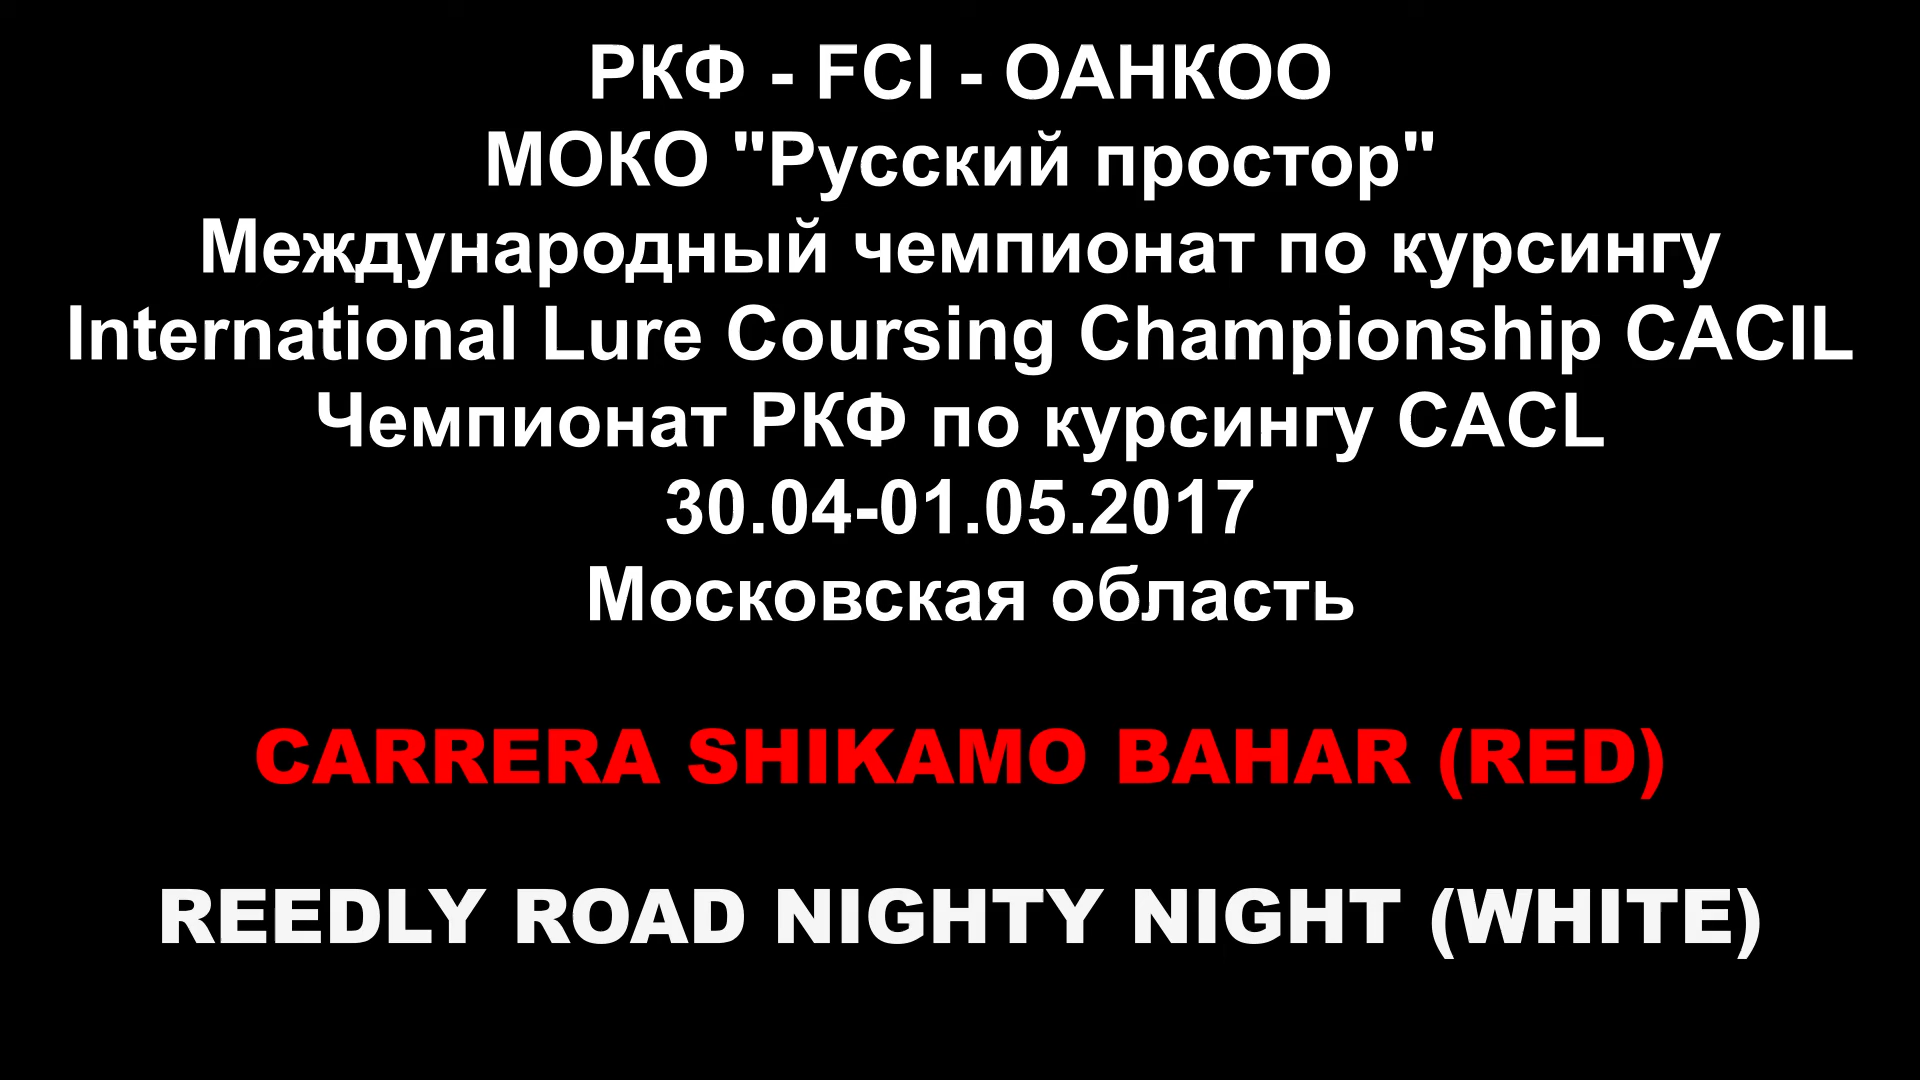 РКФ - FCI - ОАНКОО
МОКО "Русский простор"
Международный чемпионат по курсингу
International Lure Coursing Championship CACIL
Чемпионат РКФ по курсингу CACL
30.04-01.05.2017
Московская область
CARRERA SHIKAMO BAHAR (RED)
REEDLY ROAD NIGHTY NIGHT (WHITE)